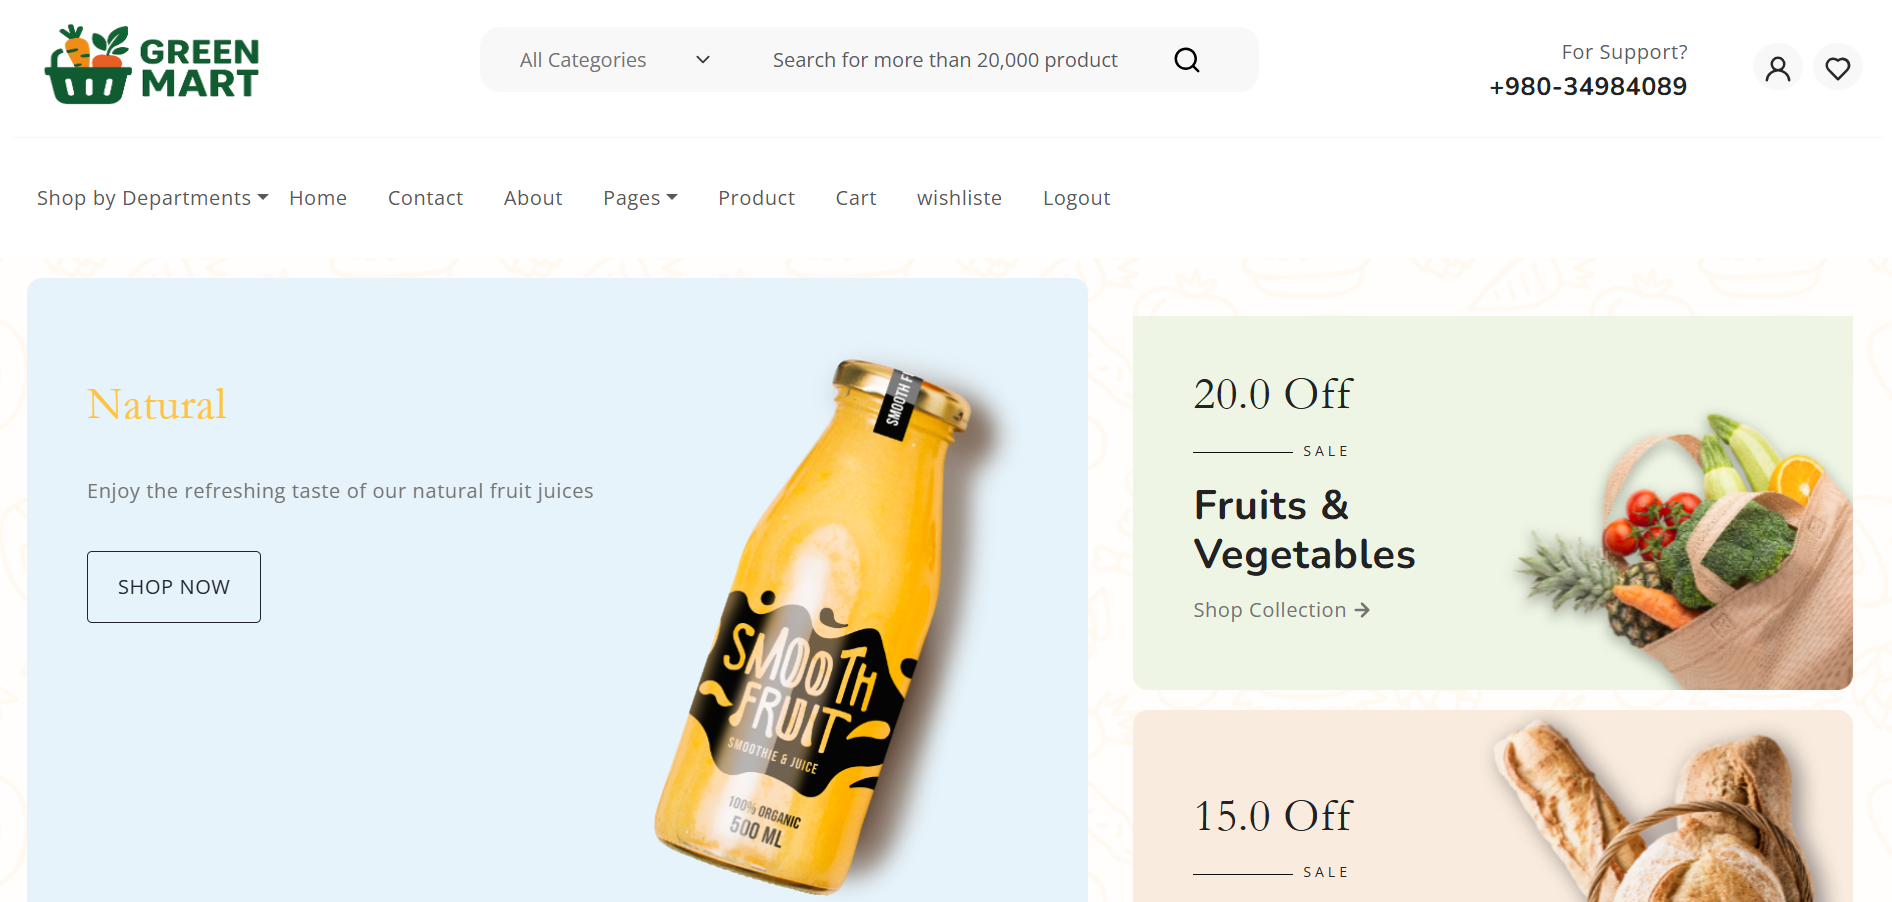 GREEN
MART
All Categories
Search for more than 20,000 product
For Support?
+980-34984089
Shop by Departments
Home
Contact
About
Pages
Product
Cart
wishliste
Logout
Natural
Enjoy the refreshing taste of our natural fruit juices
SHOP NOW
SMOOTH F
SMOOTH
FRUIT
SMOOTHIE & JUICE
100% ORGANIC
500 ML
20.0 Off
SALE
Fruits &
Vegetables
Shop Collection
15.0 Off
SALE